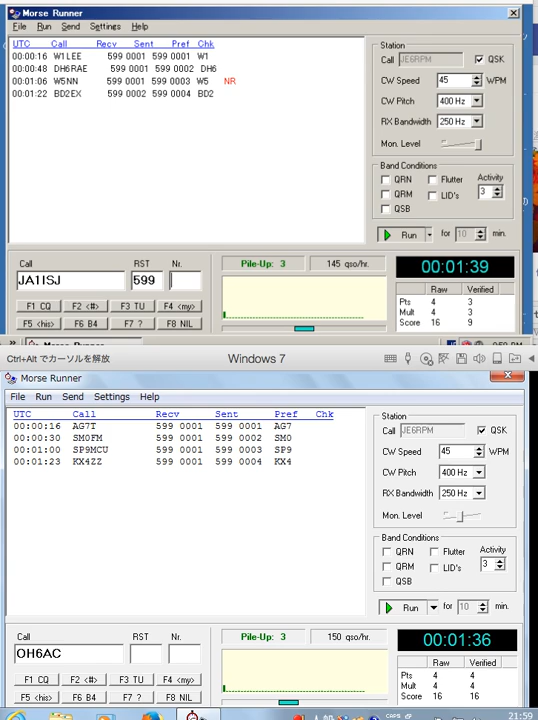 Morse Runner
File Run Send Settings Help
UTC Call Recv Sent Pref Chk
00:00:16 W1LEE 599 0001 599 0001 W1
00:00:48 DH6RAE 599 0001 599 0002 DH6
00:01:06 W5NN 599 0001 599 0003 W5 NR
00:01:22 BD2EX 599 0002 599 0004 BD2
Station
Call JE6RPM QSK
CW Speed 45 WPM
CW Pitch 400 Hz
RX Bandwidth 250 Hz
Mon. Level
Band Conditions
QRN Flutter Activity
QRM LID's 3
QSB
Run for 10 min.
Call RST Nr.
JA1ISJ 599
F1 CQ F2 <#> F3 TU F4 <my>
F5 <his> F6 B4 F7 ? F8 NIL
Pile-Up: 3 145 qso/hr.
00:01:39
Raw Verified
Pts 4 3
Mult 4 3
Score 16 9
Ctrl+Alt でカーソルを解放 Windows 7
Morse Runner
File Run Send Settings Help
UTC Call Recv Sent Pref Chk
00:00:16 AG7T 599 0001 599 0001 AG7
00:00:30 SM0FM 599 0001 599 0002 SM0
00:01:00 SP9MCU 599 0001 599 0003 SP9
00:01:23 KX4ZZ 599 0001 599 0004 KX4
Station
Call JE6RPM QSK
CW Speed 45 WPM
CW Pitch 400 Hz
RX Bandwidth 250 Hz
Mon. Level
Band Conditions
QRN Flutter Activity
QRM LID's 3
QSB
Run for 10 min.
Call RST Nr.
OH6AC
F1 CQ F2 <#> F3 TU F4 <my>
F5 <his> F6 B4 F7 ? F8 NIL
Pile-Up: 3 150 qso/hr.
00:01:36
Raw Verified
Pts 4 4
Mult 4 4
Score 16 16
CAPS 21:59